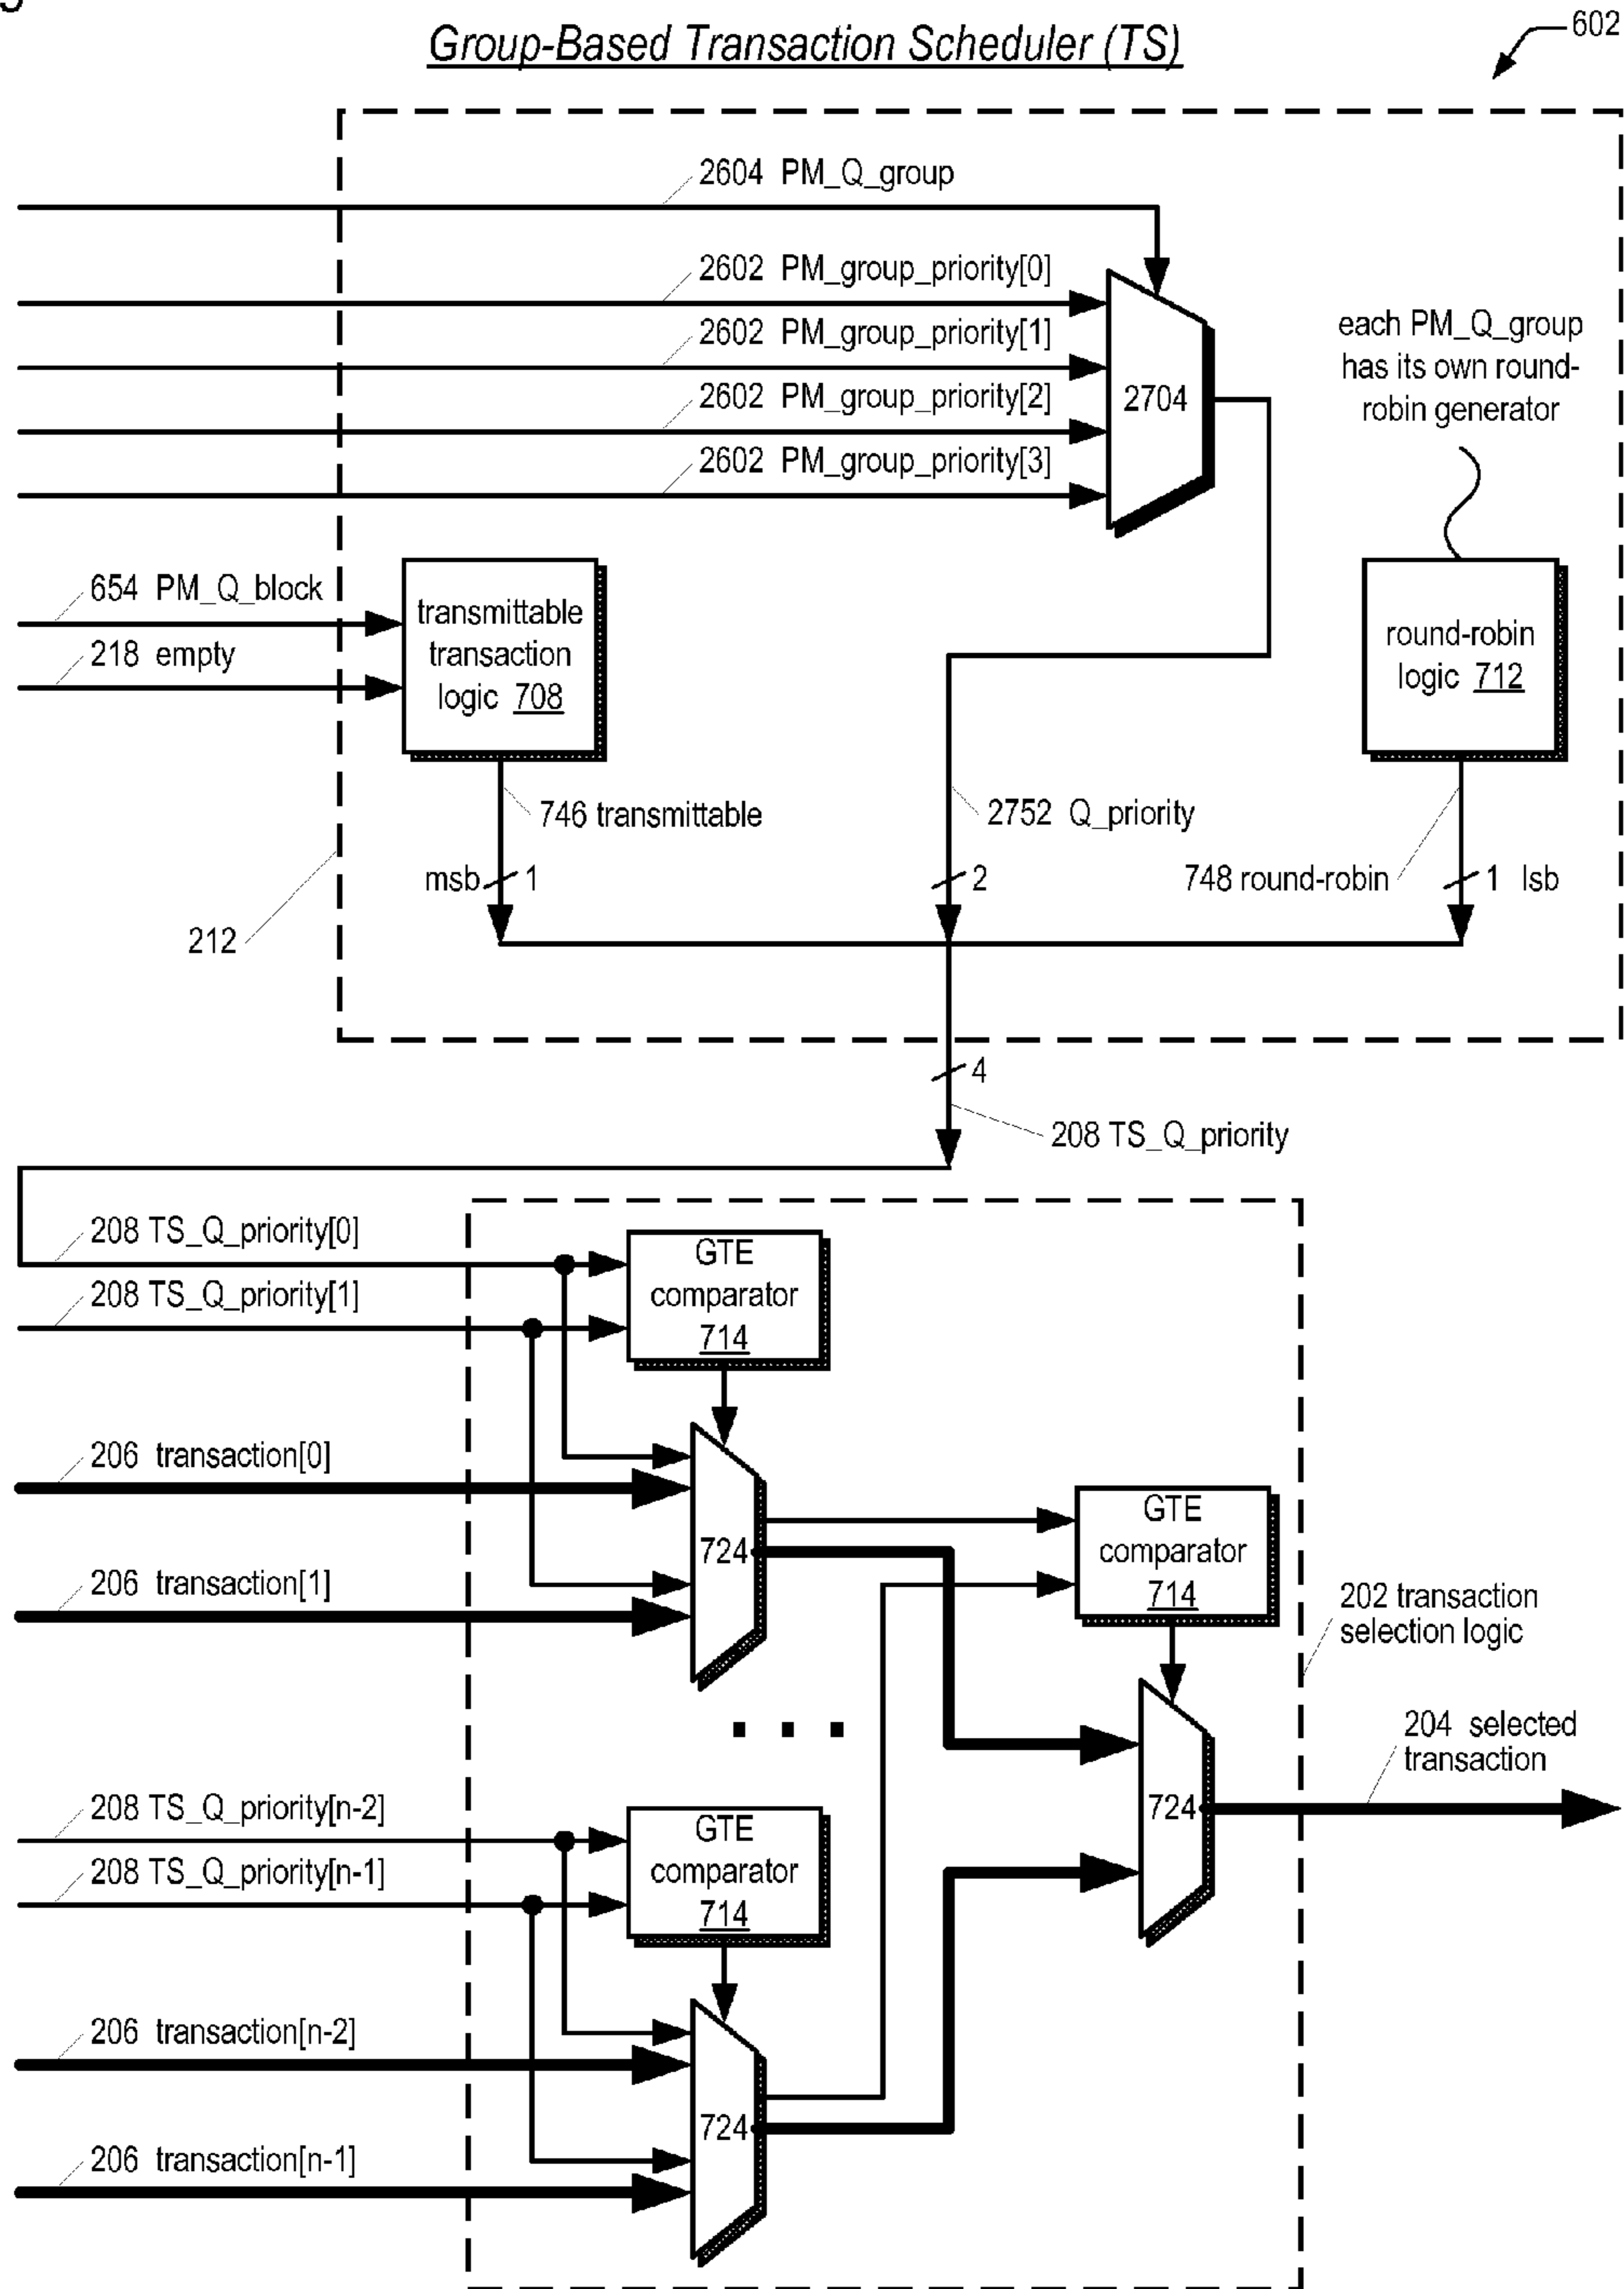 Group-Based Transaction Scheduler (TS)
602
2604 PM_Q_group
2602 PM_group_priority[0]
2602 PM_group_priority[1]
2602 PM_group_priority[2]
2602 PM_group_priority[3]
2704
each PM_Q_group
has its own round-
robin generator
654 PM_Q_block
218 empty
transmittable
transaction
logic 708
round-robin
logic 712
746 transmittable
2752 Q_priority
748 round-robin
msb
1
2
1
lsb
212
4
208 TS_Q_priority
208 TS_Q_priority[0]
208 TS_Q_priority[1]
GTE
comparator
714
206 transaction[0]
206 transaction[1]
724
GTE
comparator
714
202 transaction
selection logic
. . .
204 selected
transaction
724
208 TS_Q_priority[n-2]
208 TS_Q_priority[n-1]
GTE
comparator
714
206 transaction[n-2]
206 transaction[n-1]
724